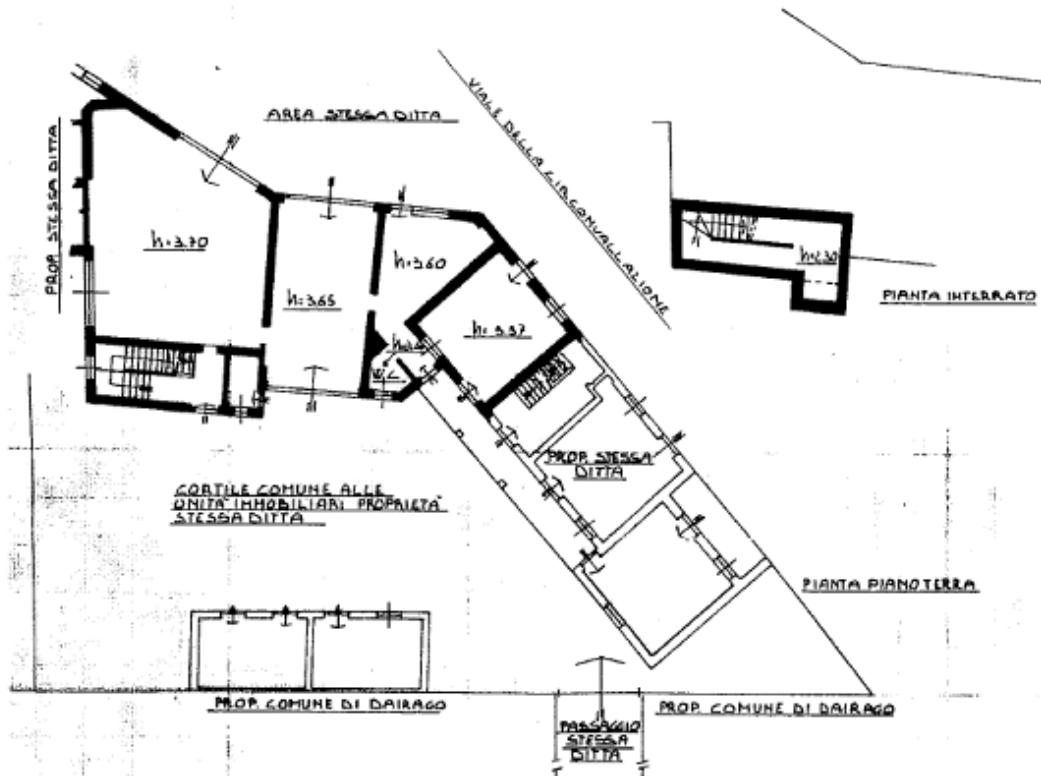 AREA STESSA DITTA
VIALE DELLA CIRCONVALLAZIONE
PROP. STESSA DITTA
h=3.70
h=3.60
h=3.65
h=3.37
h=2.30
PIANTA INTERRATO
W.C.
PROP. STESSA
DITTA
CORTILE COMUNE ALLE
UNITA' IMMOBILIARI PROPRIETA'
STESSA DITTA
PIANTA PIANOTERRA
PROP. COMUNE DI DAIRAGO
PROP. COMUNE DI DAIRAGO
PASSAGGIO
STESSA
DITTA